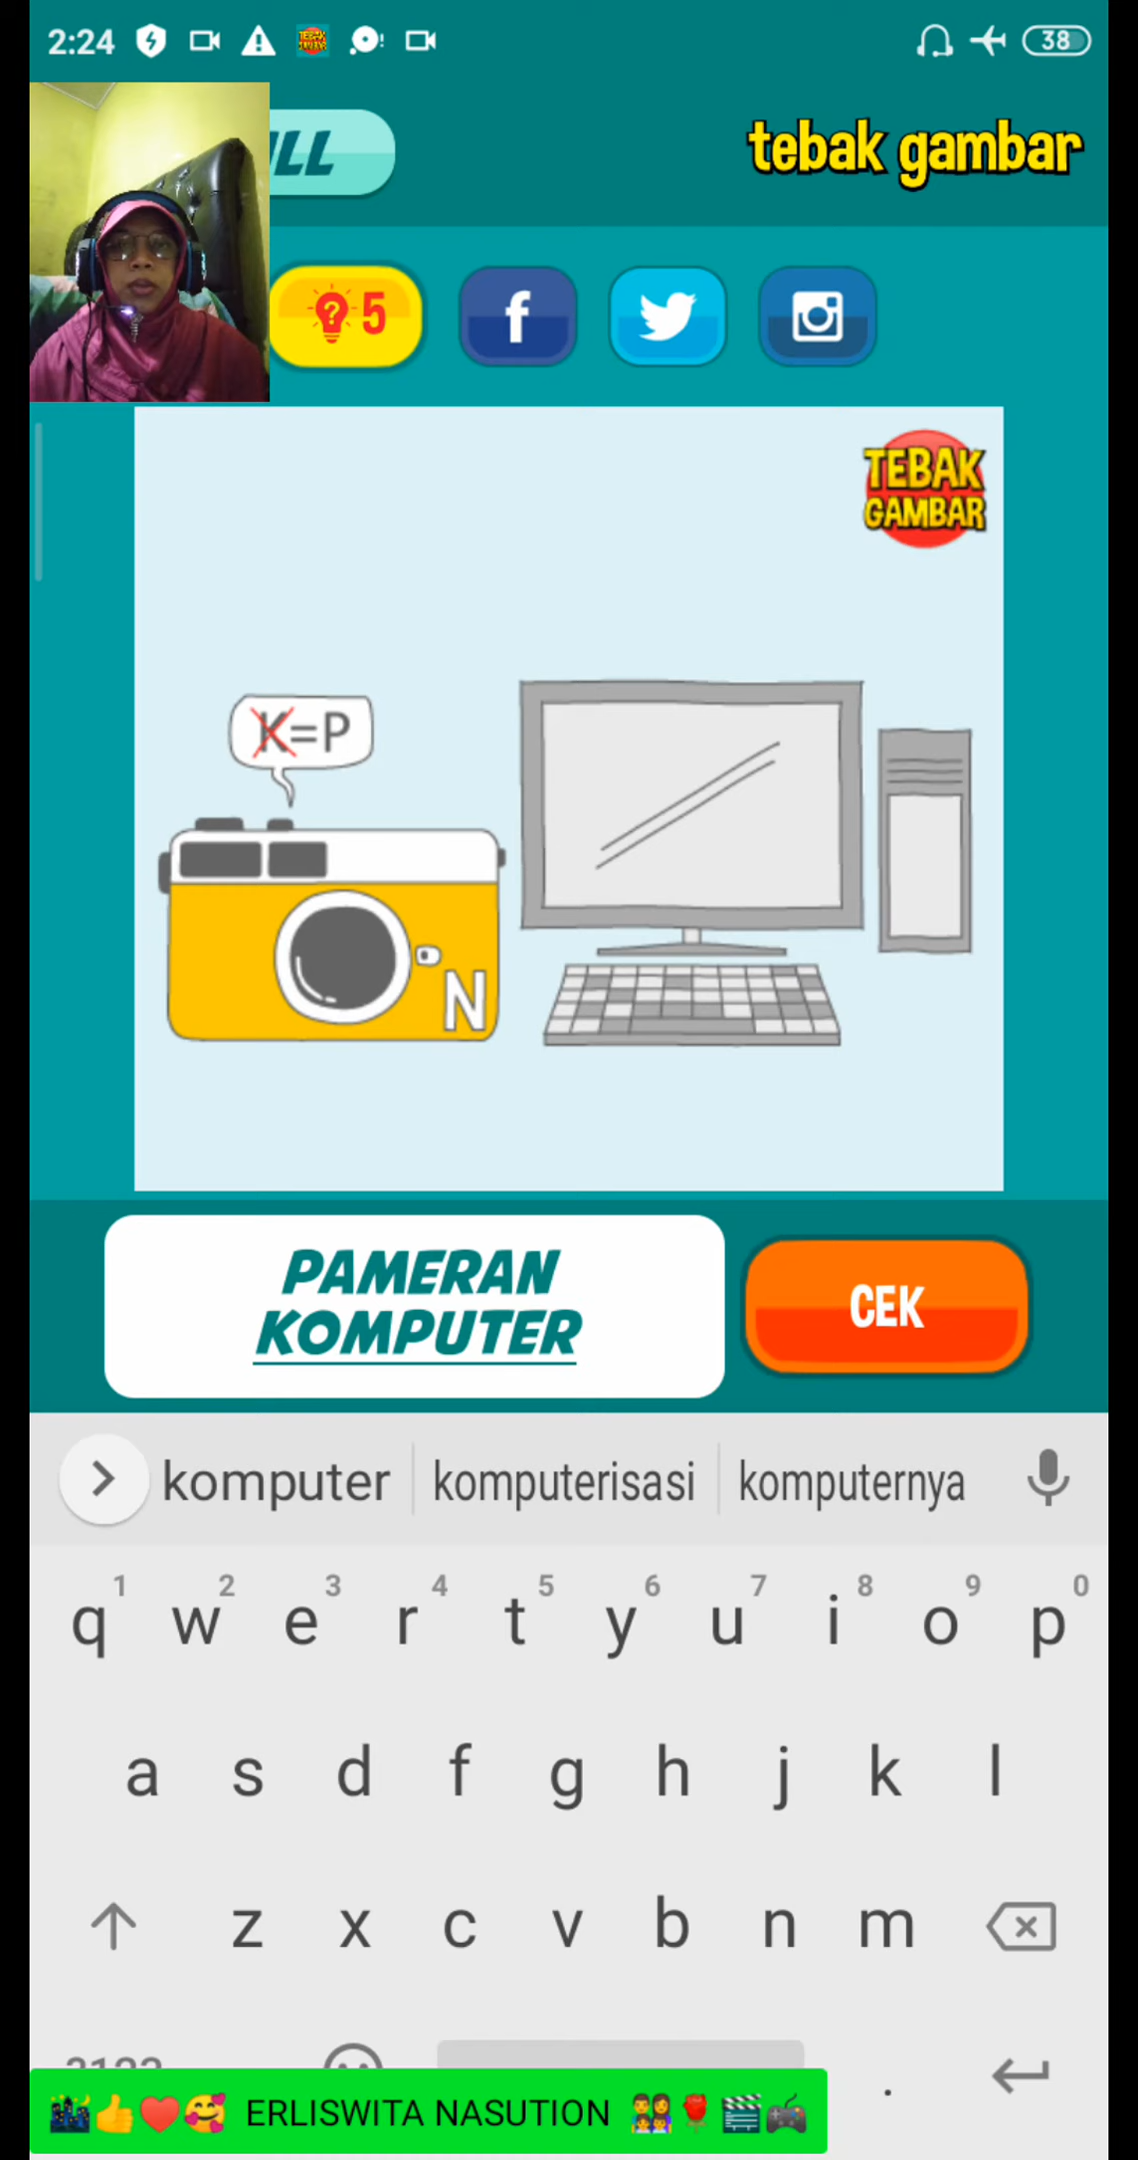 2:24
38
ILL
tebak gambar
5
f
TEBAK
GAMBAR
K=P
N
PAMERAN
KOMPUTER
CEK
komputer
komputerisasi
komputernya
1 2 3 4 5 6 7 8 9 0
q w e r t y u i o p
a s d f g h j k l
z x c v b n m
.
ERLISWITA NASUTION